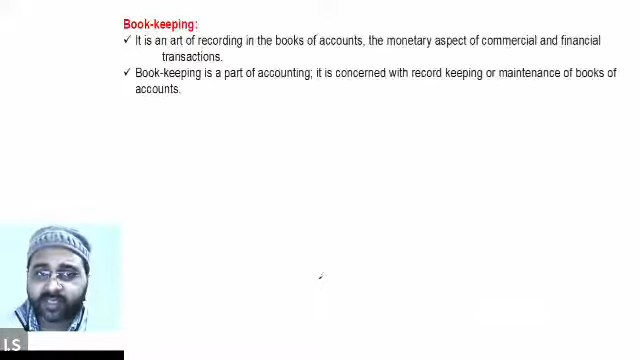 Book-keeping:
✓ It is an art of recording in the books of accounts, the monetary aspect of commercial and financial
transactions.
✓ Book-keeping is a part of accounting; it is concerned with record keeping or maintenance of books of
accounts.
I.S